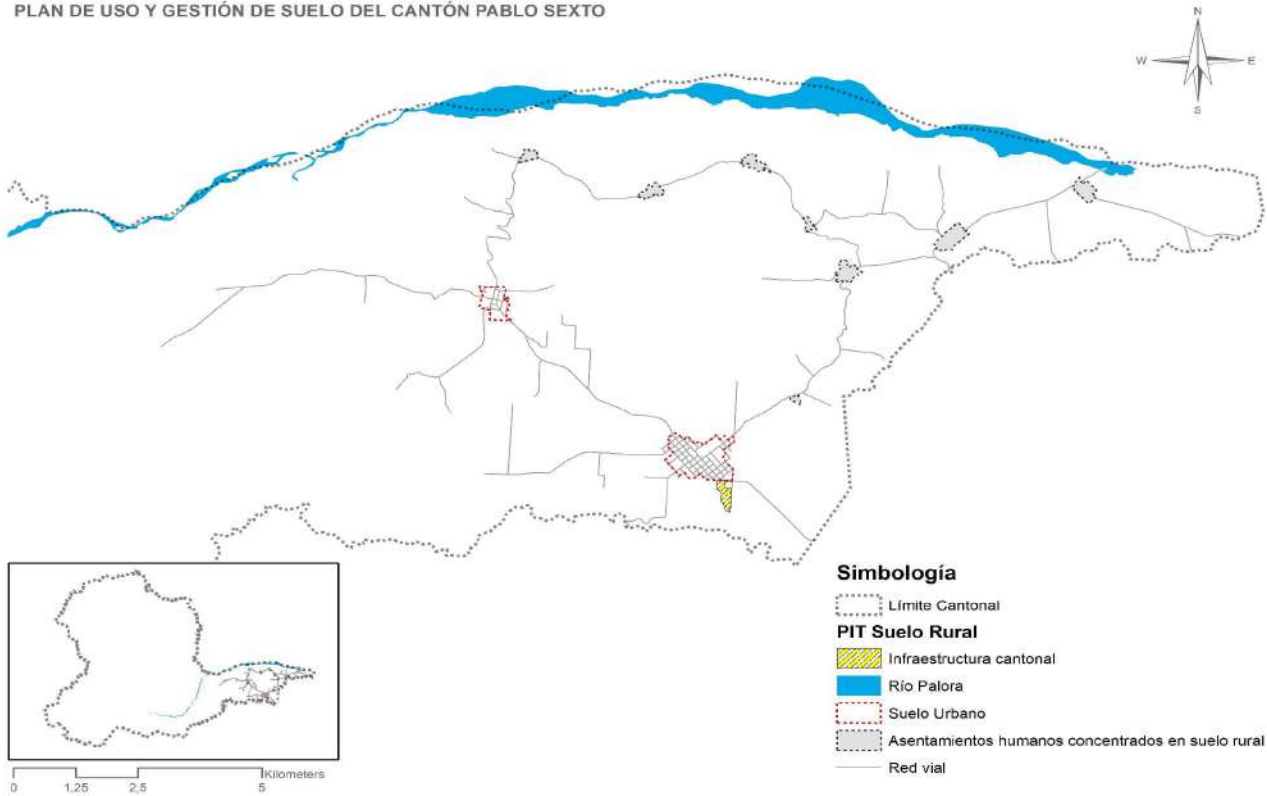 PLAN DE USO Y GESTIÓN DE SUELO DEL CANTÓN PABLO SEXTO
N
W
E
S
Simbología
Límite Cantonal
PIT Suelo Rural
Infraestructura cantonal
Río Palora
Suelo Urbano
Asentamientos humanos concentrados en suelo rural
Red vial
Kilometers
0 1,25 2,5 5